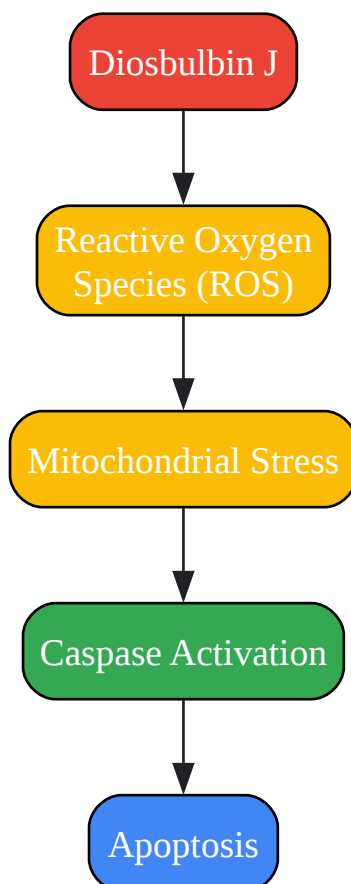 Diosbulbin J
Reactive Oxygen
Species (ROS)
Mitochondrial Stress
Caspase Activation
Apoptosis